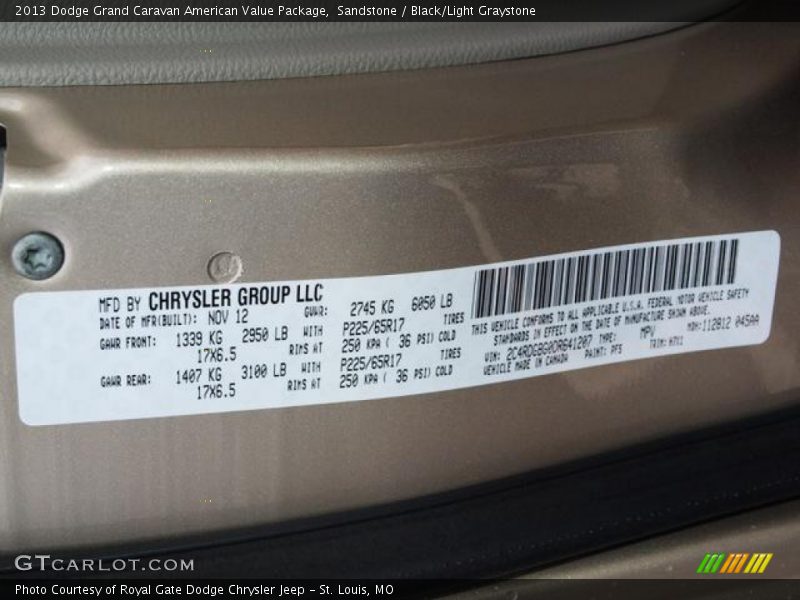 2013 Dodge Grand Caravan American Value Package,  Sandstone / Black/Light Graystone
MFD BY CHRYSLER GROUP LLC
DATE OF MFR(BUILT): NOV 12 GVWR: 2745 KG 6050 LB
GAWR FRONT: 1339 KG 2950 LB WITH P225/65R17 TIRES
17X6.5 RIMS AT 250 KPA ( 36 PSI) COLD
GAWR REAR: 1407 KG 3100 LB WITH P225/65R17 TIRES
17X6.5 RIMS AT 250 KPA ( 36 PSI) COLD
THIS VEHICLE CONFORMS TO ALL APPLICABLE U.S.A. FEDERAL MOTOR VEHICLE SAFETY
STANDARDS IN EFFECT ON THE DATE OF MANUFACTURE SHOWN ABOVE.
VIN: TYPE: MPV MDH: 112812 045AA
VEHICLE MADE IN CANADA PAINT: PFS TRIM:
GTCARLOT.COM
Photo Courtesy of Royal Gate Dodge Chrysler Jeep – St. Louis, MO